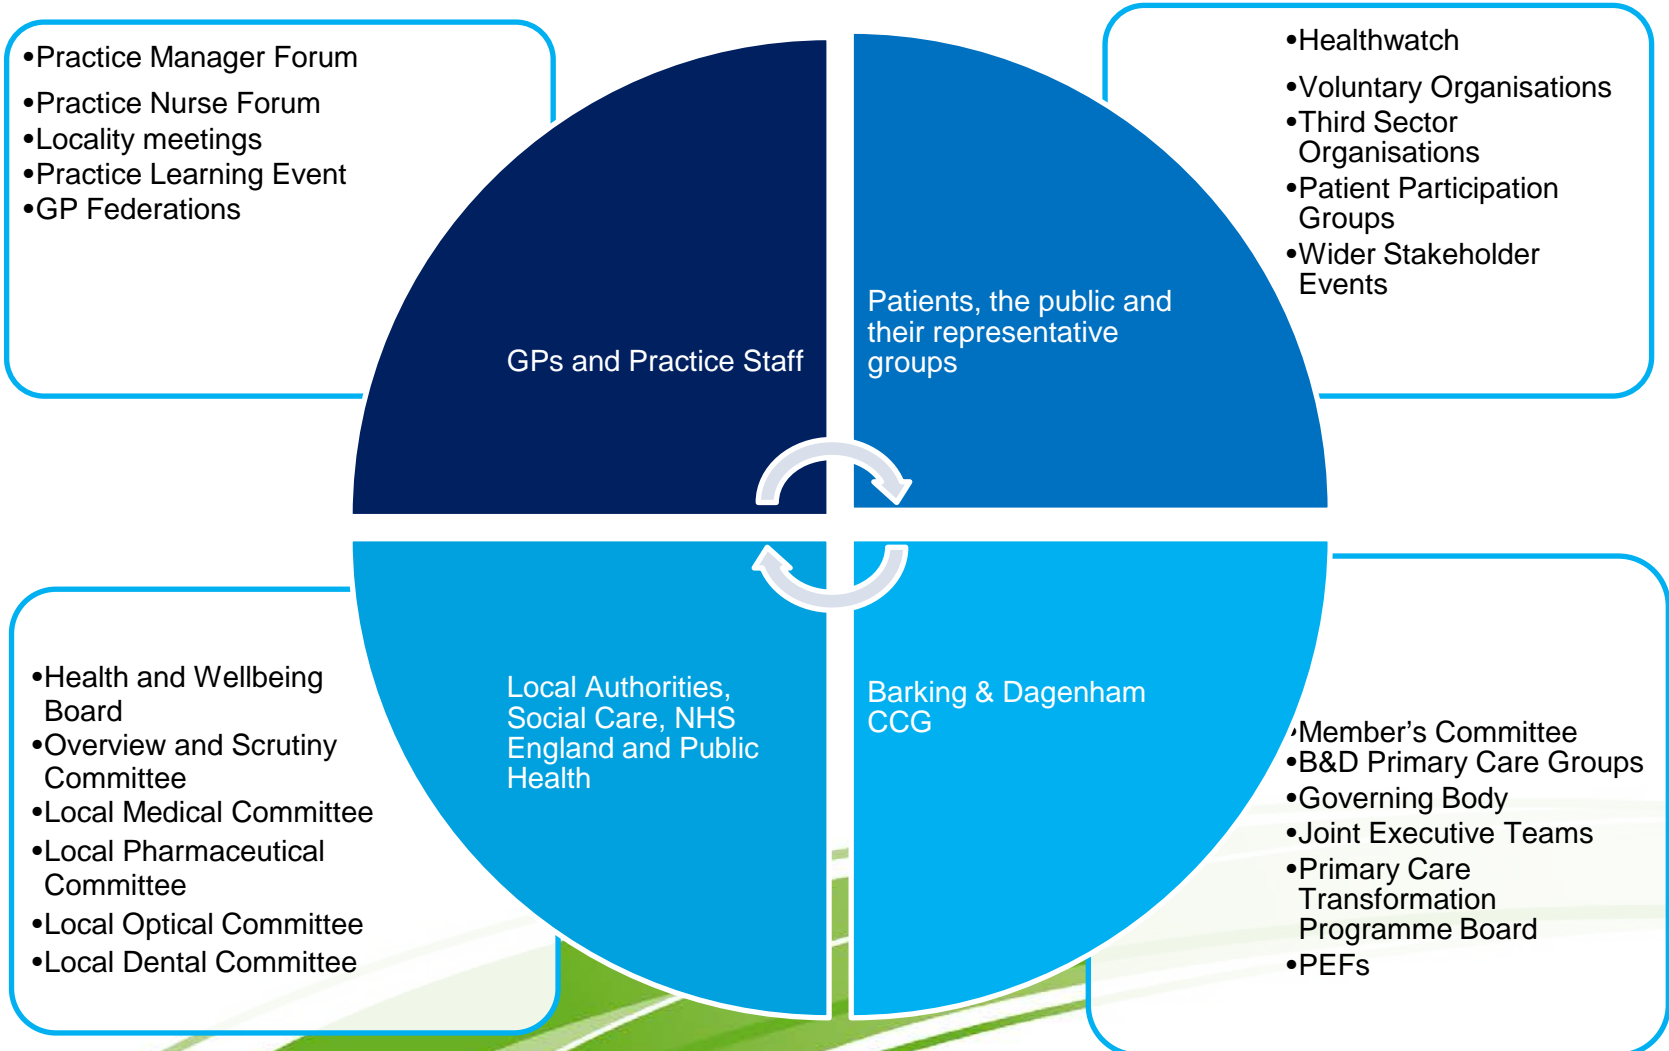 •Practice Manager Forum
•Practice Nurse Forum
•Locality meetings
•Practice Learning Event
•GP Federations
•Healthwatch
•Voluntary Organisations
•Third Sector
Organisations
•Patient Participation
Groups
•Wider Stakeholder
Events
GPs and Practice Staff
Patients, the public and
their representative
groups
Local Authorities,
Social Care, NHS
England and Public
Health
Barking & Dagenham
CCG
•Health and Wellbeing
Board
•Overview and Scrutiny
Committee
•Local Medical Committee
•Local Pharmaceutical
Committee
•Local Optical Committee
•Local Dental Committee
•Member’s Committee
•B&D Primary Care Groups
•Governing Body
•Joint Executive Teams
•Primary Care
Transformation
Programme Board
•PEFs